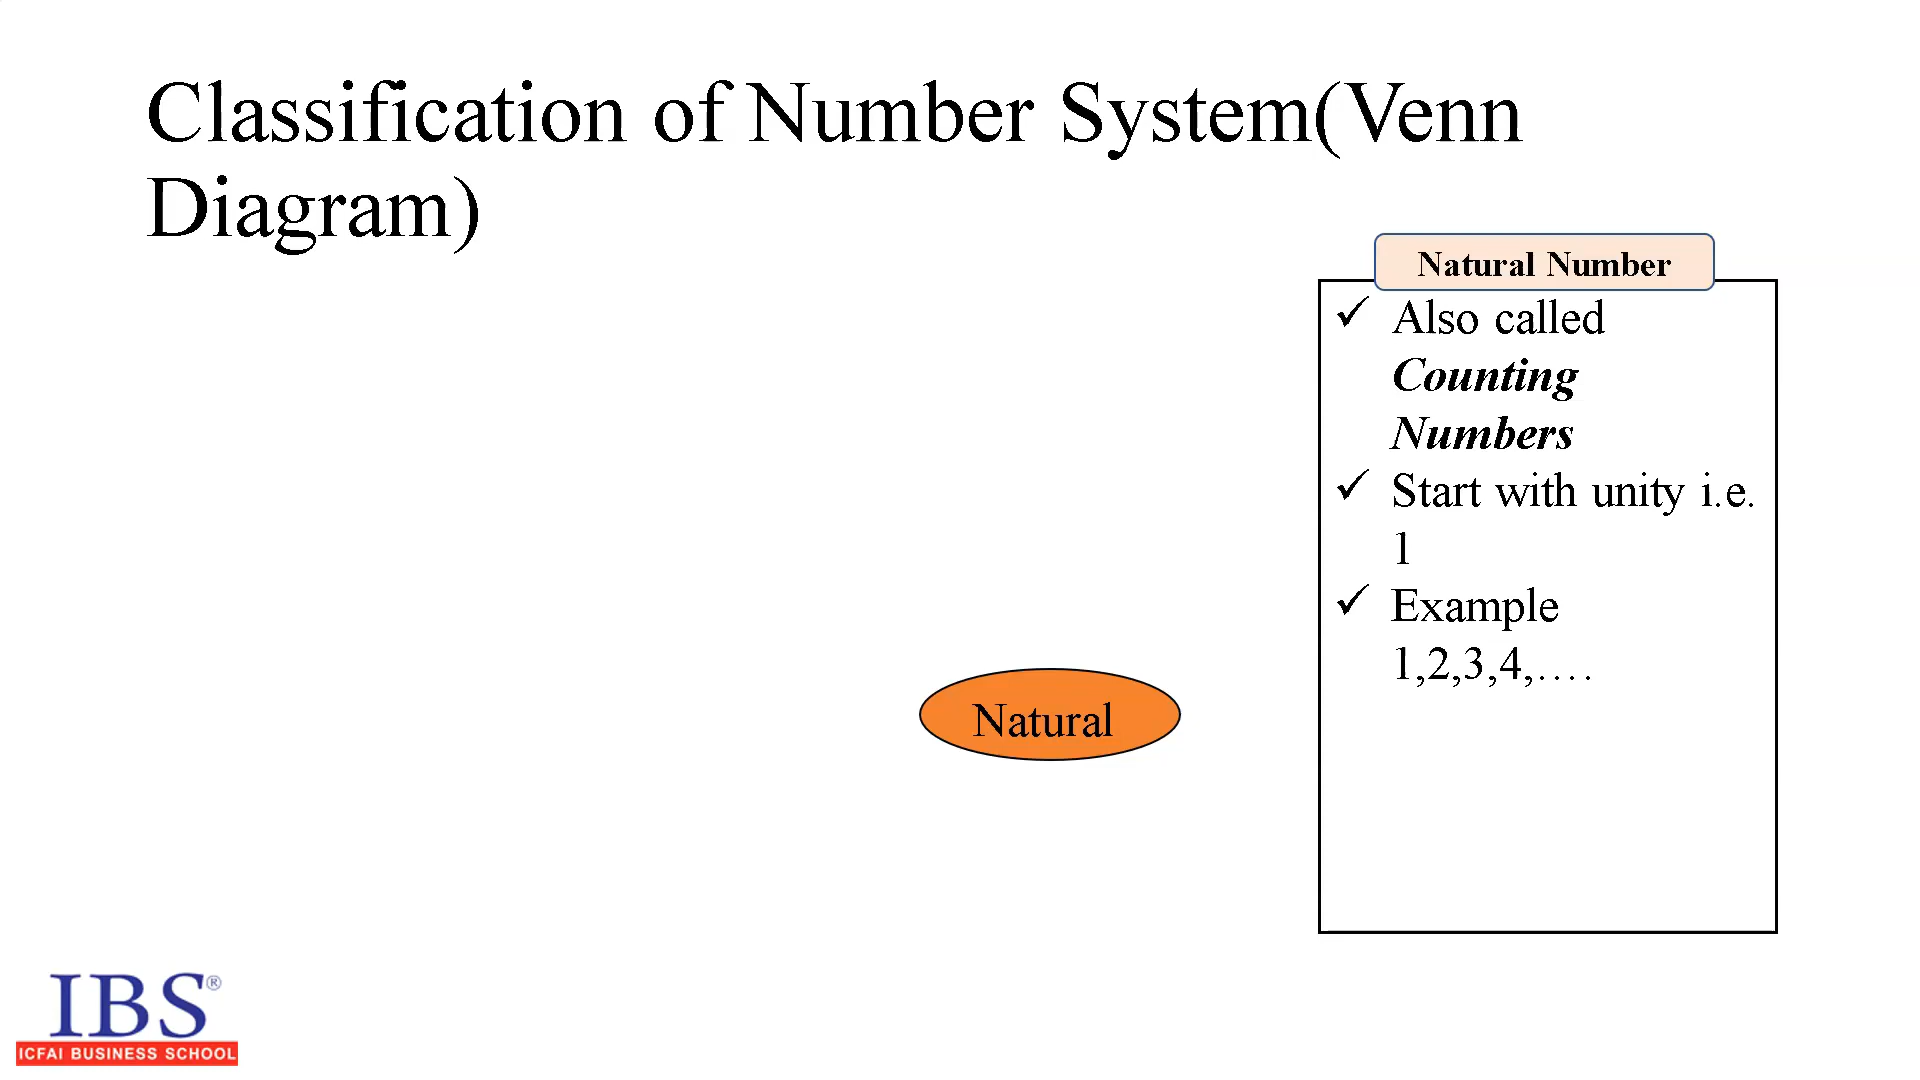 Classification of Number System(Venn
Diagram)
Natural Number
✓ Also called
Counting
Numbers
✓ Start with unity i.e.
1
✓ Example
1,2,3,4,….
Natural
IBS®
ICFAI BUSINESS SCHOOL